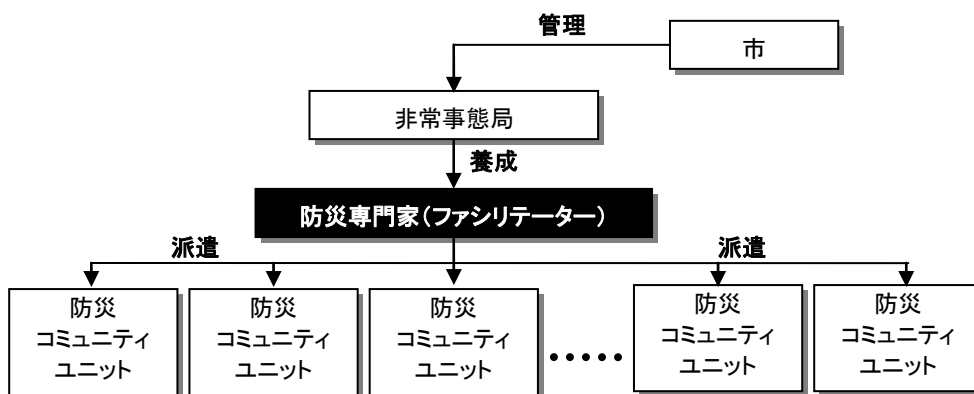 管理
市
非常事態局
養成
防災専門家(ファシリテーター)
派遣
派遣
防災
コミュニティ
ユニット
防災
コミュニティ
ユニット
防災
コミュニティ
ユニット
•••••
防災
コミュニティ
ユニット
防災
コミュニティ
ユニット